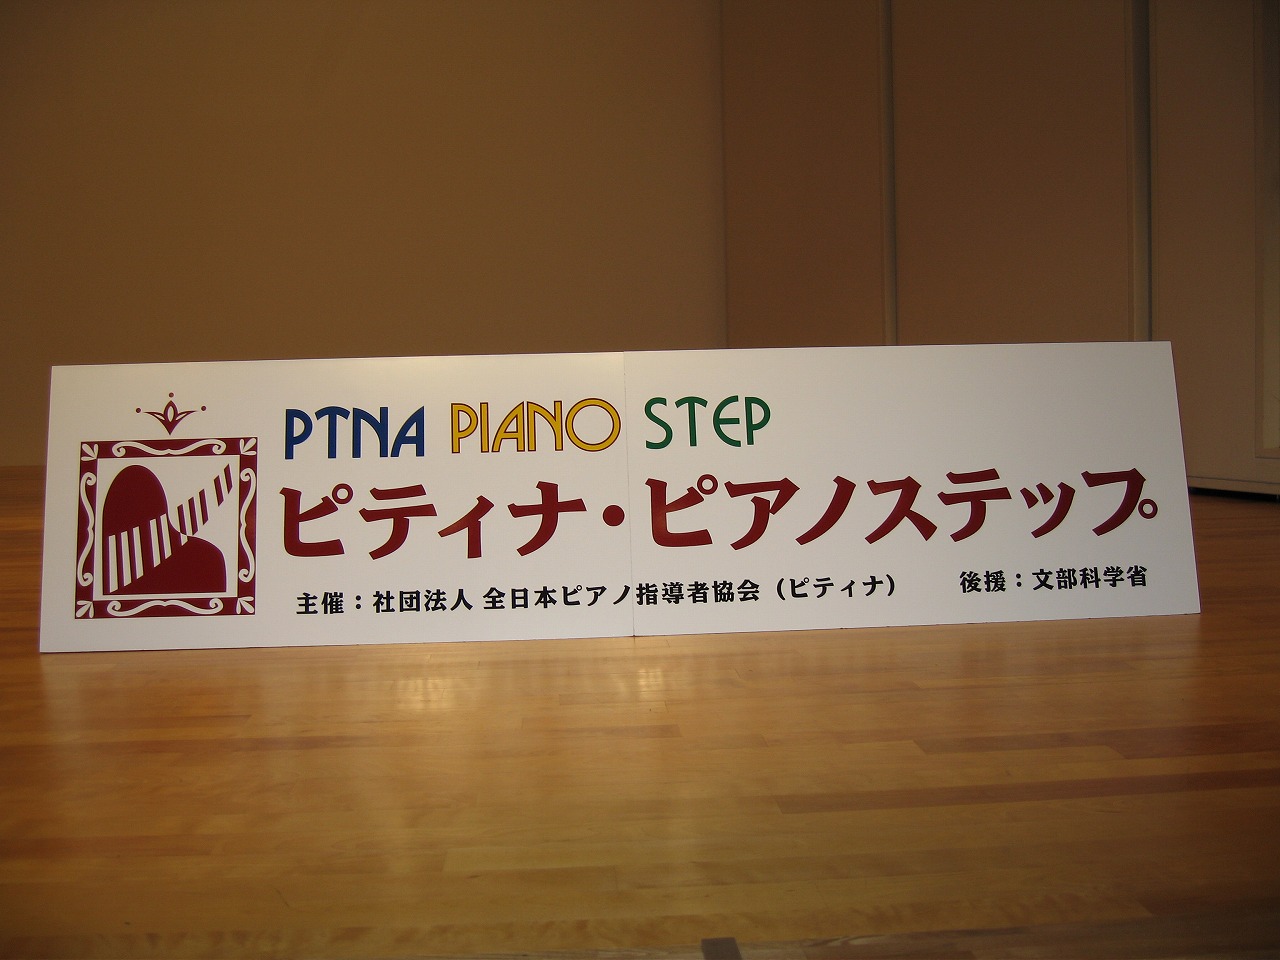 PTNA PIANO STEP
ピティナ・ピアノステップ
主催：社団法人 全日本ピアノ指導者協会（ピティナ） 後援：文部科学省